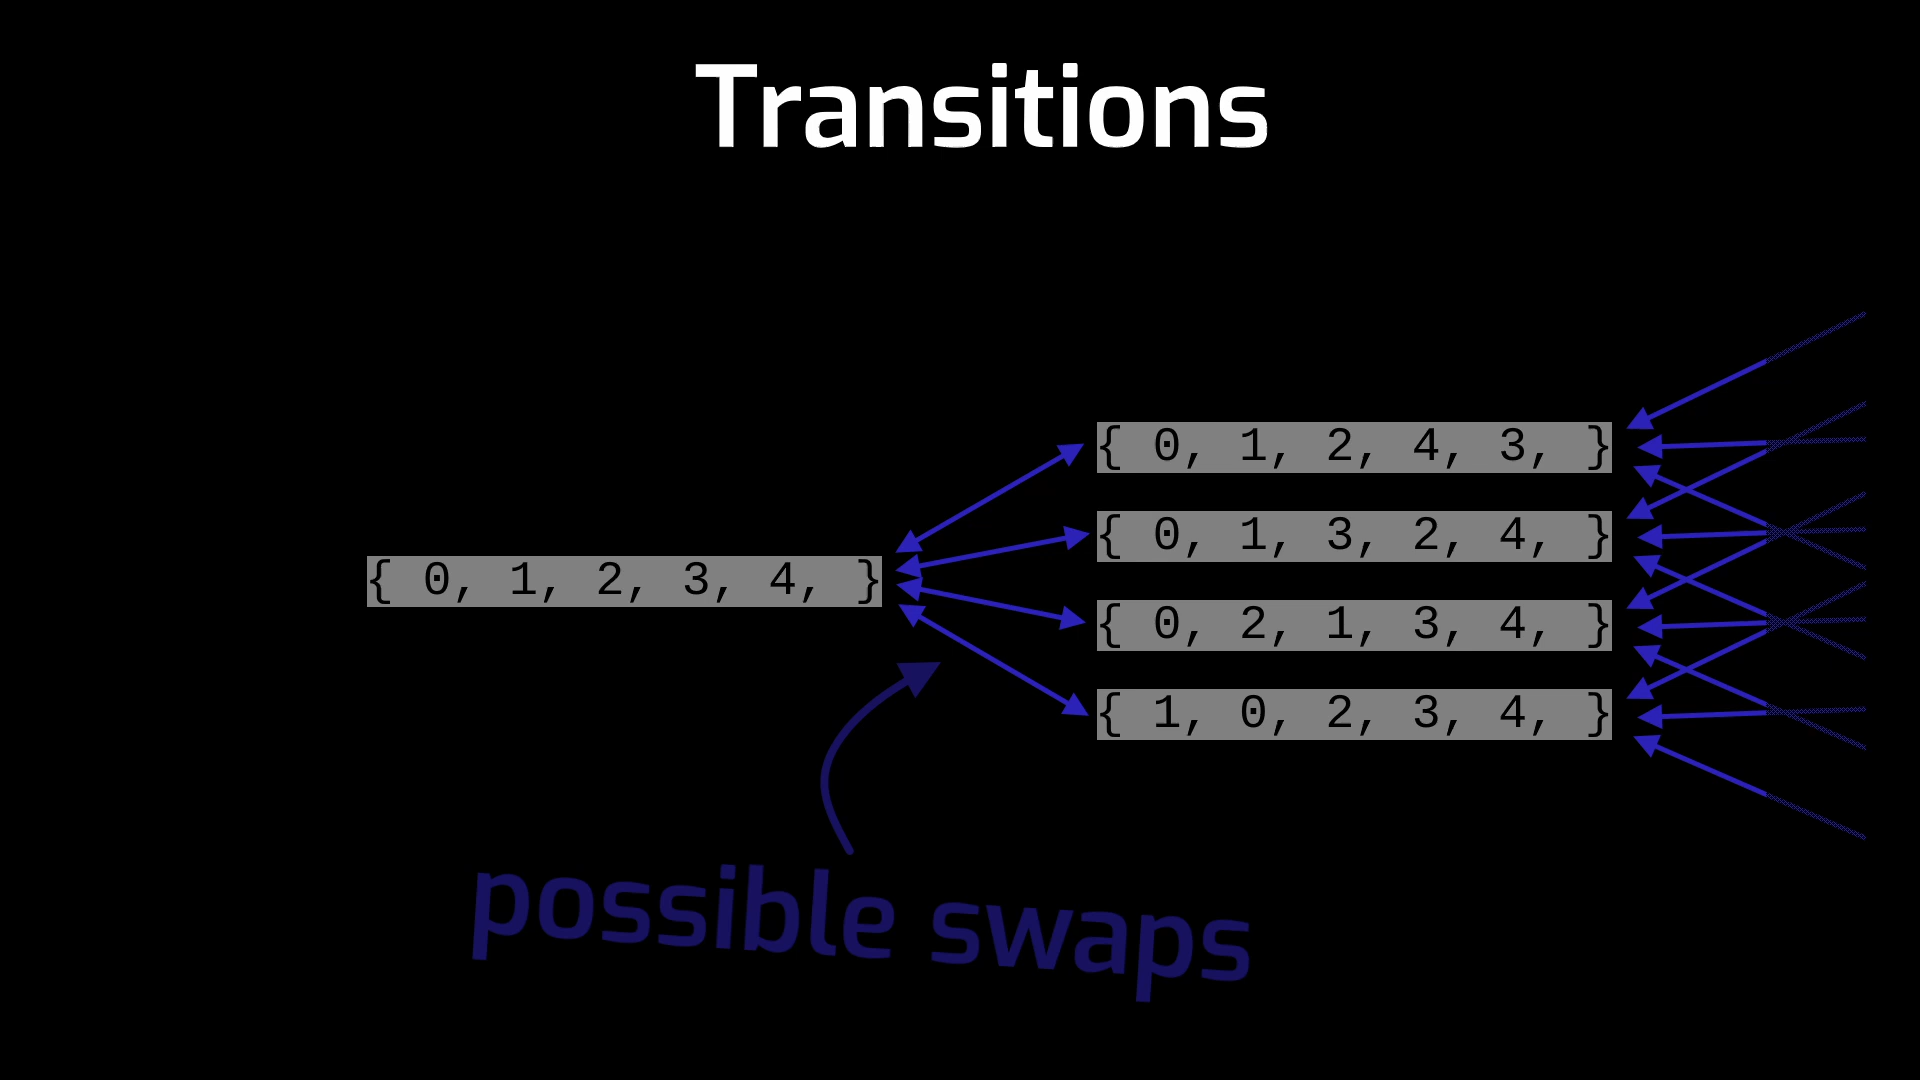 Transitions
{ 0, 1, 2, 3, 4, }
{ 0, 1, 2, 4, 3, }
{ 0, 1, 3, 2, 4, }
{ 0, 2, 1, 3, 4, }
{ 1, 0, 2, 3, 4, }
possible swaps